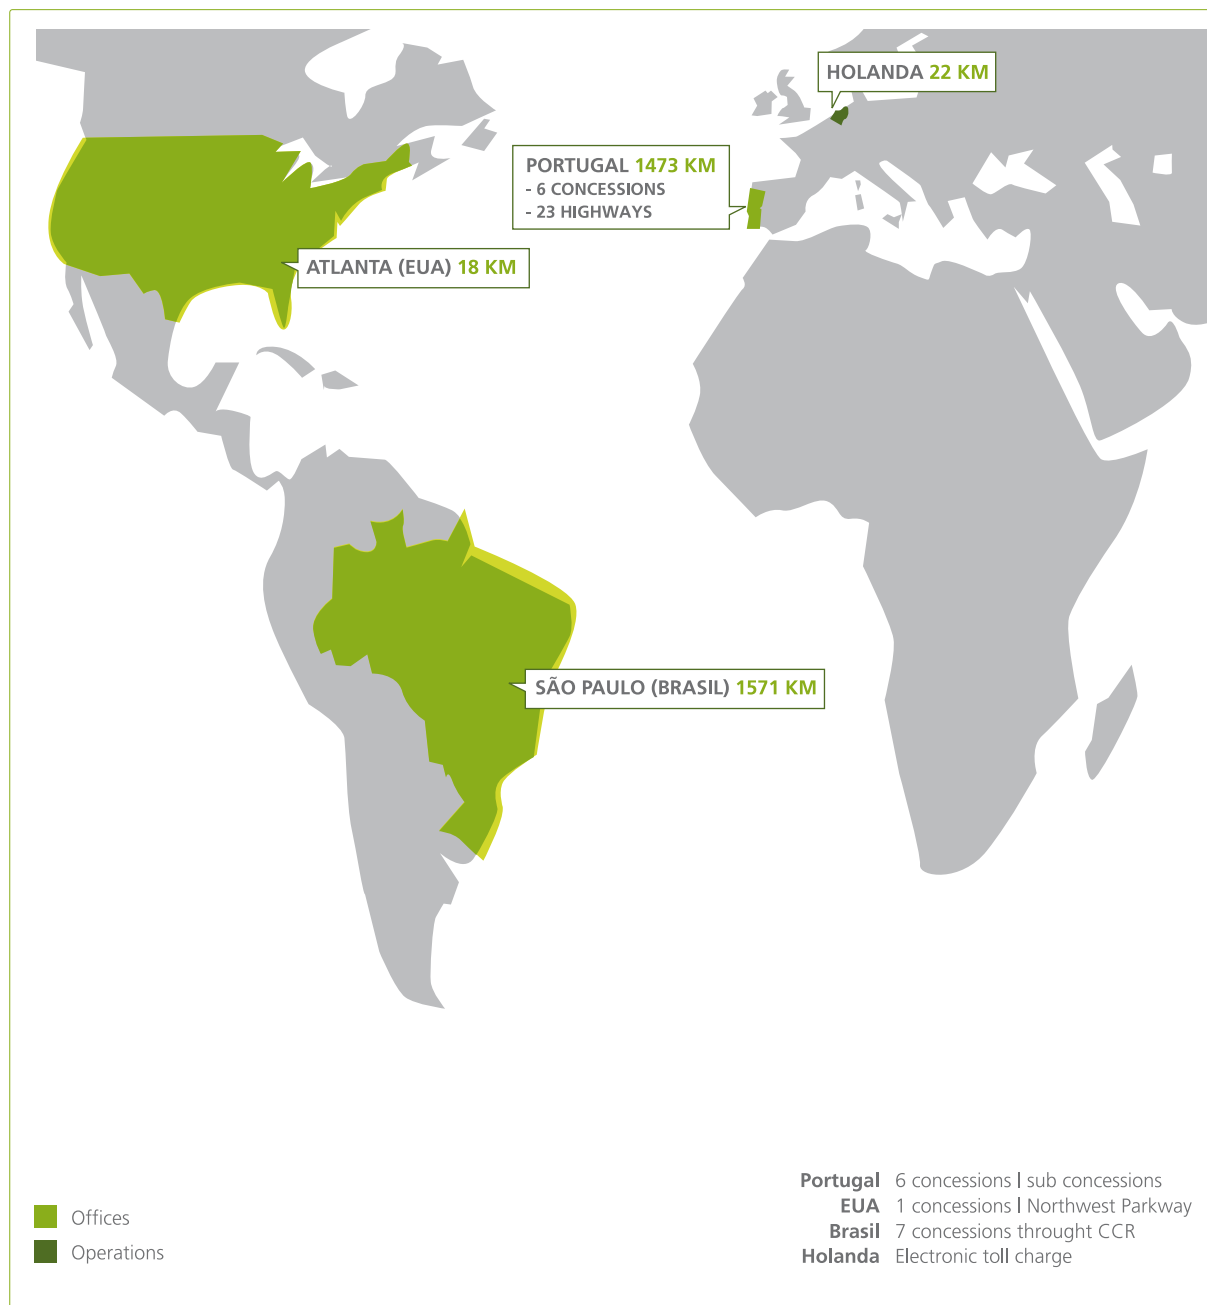 HOLANDA 22 KM
PORTUGAL 1473 KM
- 6 CONCESSIONS
- 23 HIGHWAYS
ATLANTA (EUA) 18 KM
SÃO PAULO (BRASIL) 1571 KM
Offices
Operations
Portugal 6 concessions | sub concessions
EUA 1 concessions | Northwest Parkway
Brasil 7 concessions throught CCR
Holanda Electronic toll charge